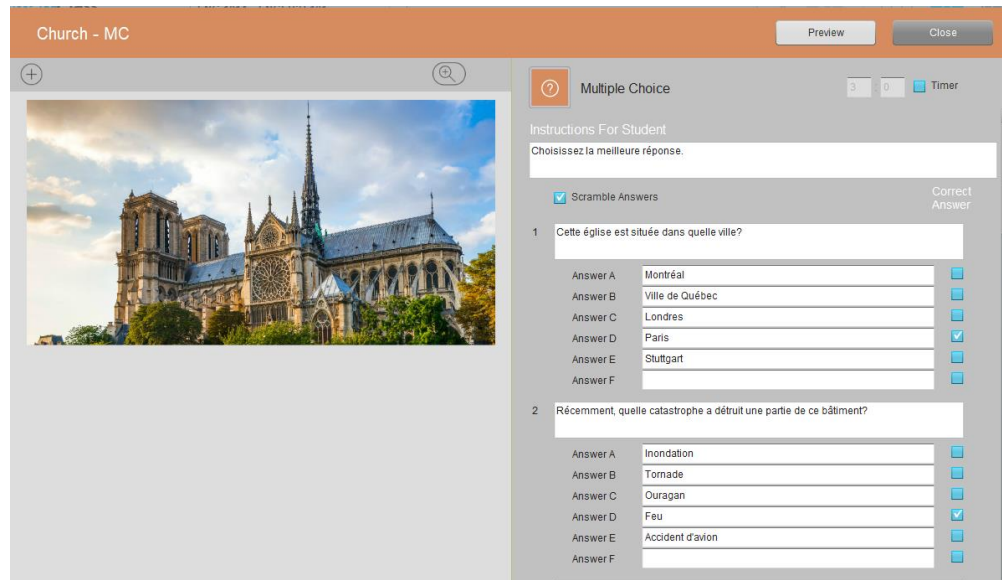 Church - MC
Preview
Close
Multiple Choice
3 : 0
Timer
Instructions For Student
Choisissez la meilleure réponse.
Scramble Answers
Correct
Answer
1 Cette église est située dans quelle ville?
Answer A Montréal
Answer B Ville de Québec
Answer C Londres
Answer D Paris
Answer E Stuttgart
Answer F
2 Récemment, quelle catastrophe a détruit une partie de ce bâtiment?
Answer A Inondation
Answer B Tornade
Answer C Ouragan
Answer D Feu
Answer E Accident d'avion
Answer F